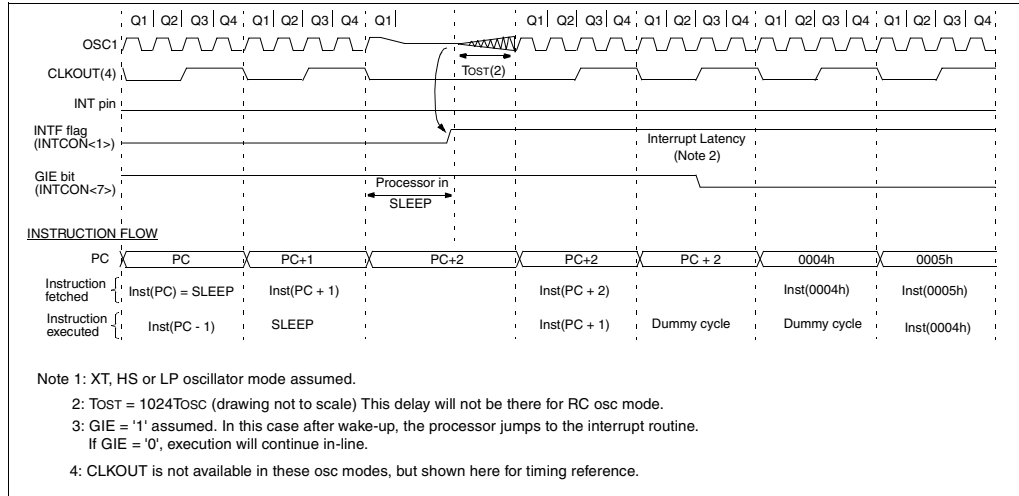 Q1 Q2 Q3 Q4 Q1 Q2 Q3 Q4 Q1 Q1 Q2 Q3 Q4 Q1 Q2 Q3 Q4 Q1 Q2 Q3 Q4 Q1 Q2 Q3 Q4
OSC1
TOST(2)
CLKOUT(4)
INT pin
INTF flag
(INTCON<1>)
Interrupt Latency
(Note 2)
GIE bit
(INTCON<7>)
Processor in
SLEEP
INSTRUCTION FLOW
PC PC PC+1 PC+2 PC+2 PC + 2 0004h 0005h
Instruction
fetched
Inst(PC) = SLEEP Inst(PC + 1) Inst(PC + 2) Inst(0004h) Inst(0005h)
Instruction
executed
Inst(PC - 1) SLEEP Inst(PC + 1) Dummy cycle Dummy cycle Inst(0004h)
Note 1: XT, HS or LP oscillator mode assumed.
2: TOST = 1024TOSC (drawing not to scale) This delay will not be there for RC osc mode.
3: GIE = '1' assumed. In this case after wake-up, the processor jumps to the interrupt routine.
If GIE = '0', execution will continue in-line.
4: CLKOUT is not available in these osc modes, but shown here for timing reference.